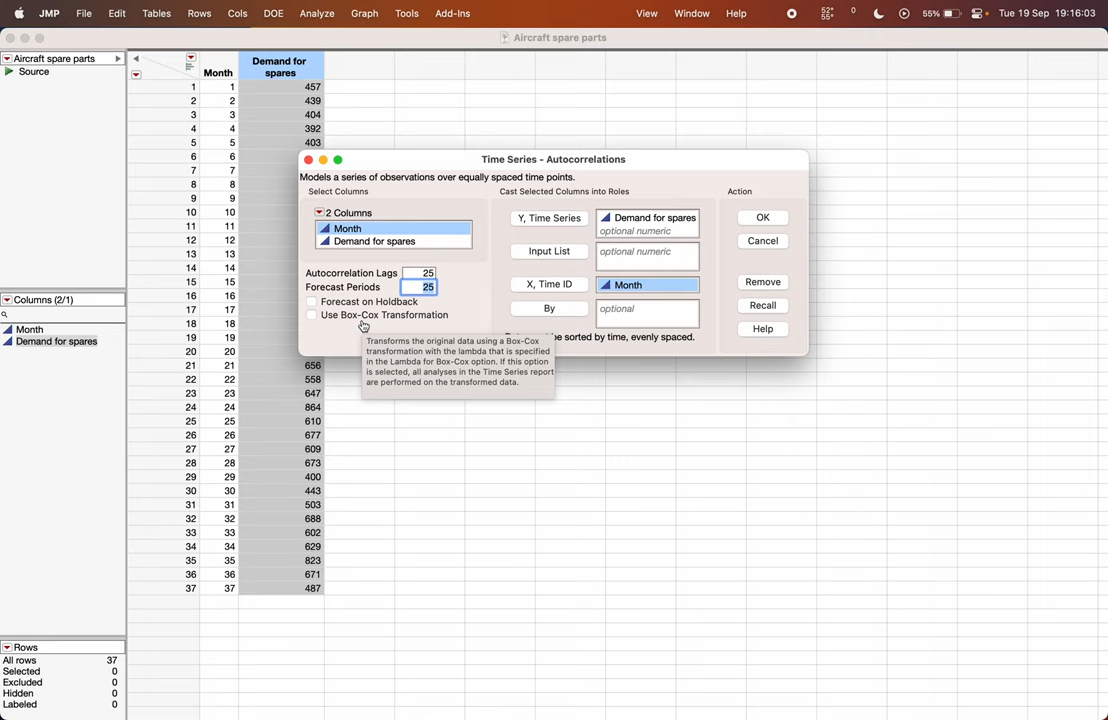 JMP File Edit Tables Rows Cols DOE Analyze Graph Tools Add-Ins View Window Help 52° 55° 0 55% Tue 19 Sep 19:16:03
Aircraft spare parts
Aircraft spare parts
Source
Month Demand for spares
1 1 457
2 2 439
3 3 404
4 4 392
5 5 403
6 6
7 7
8 8
9 9
10 10
11 11
12 12
13 13
14 14
15 15
16 16
17 17
18 18
19 19
20 20
21 21 656
22 22 558
23 23 647
24 24 864
25 25 610
26 26 677
27 27 609
28 28 673
29 29 400
30 30 443
31 31 503
32 32 688
33 33 602
34 34 629
35 35 823
36 36 671
37 37 487
Time Series - Autocorrelations
Models a series of observations over equally spaced time points.
Select Columns
2 Columns
Month
Demand for spares
Autocorrelation Lags 25
Forecast Periods 25
Forecast on Holdback
Use Box-Cox Transformation
Cast Selected Columns into Roles
Y, Time Series Demand for spares
optional numeric
Input List optional numeric
X, Time ID Month
By optional
be sorted by time, evenly spaced.
Action
OK
Cancel
Remove
Recall
Help
Transforms the original data using a Box-Cox
transformation with the lambda that is specified
in the Lambda for Box-Cox option. If this option
is selected, all analyses in the Time Series report
are performed on the transformed data.
Columns (2/1)
Month
Demand for spares
Rows
All rows 37
Selected 0
Excluded 0
Hidden 0
Labeled 0